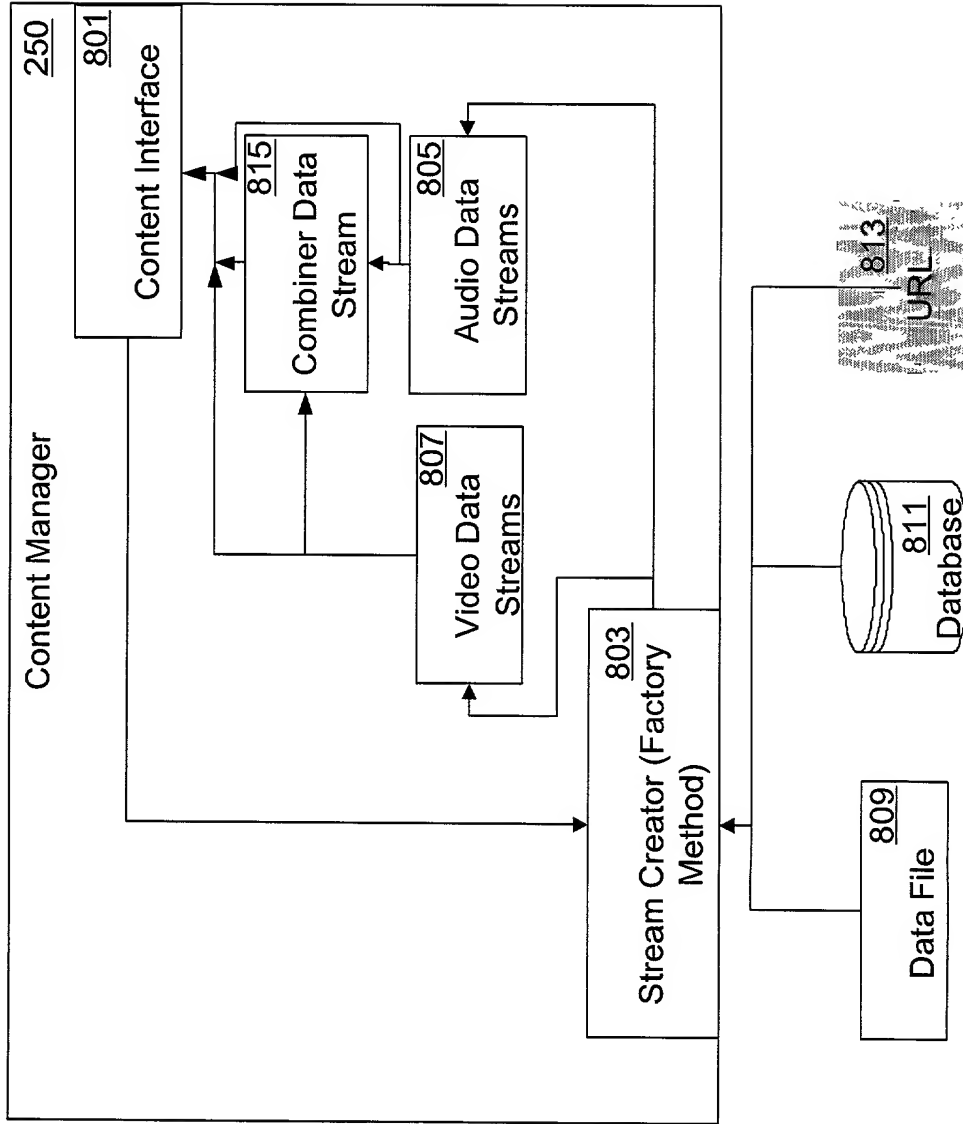 Content Manager
250
801
Content Interface
815
Combiner Data
Stream
805
Audio Data
Streams
807
Video Data
Streams
803
Stream Creator (Factory
Method)
809
Data File
811
Database
813
URL